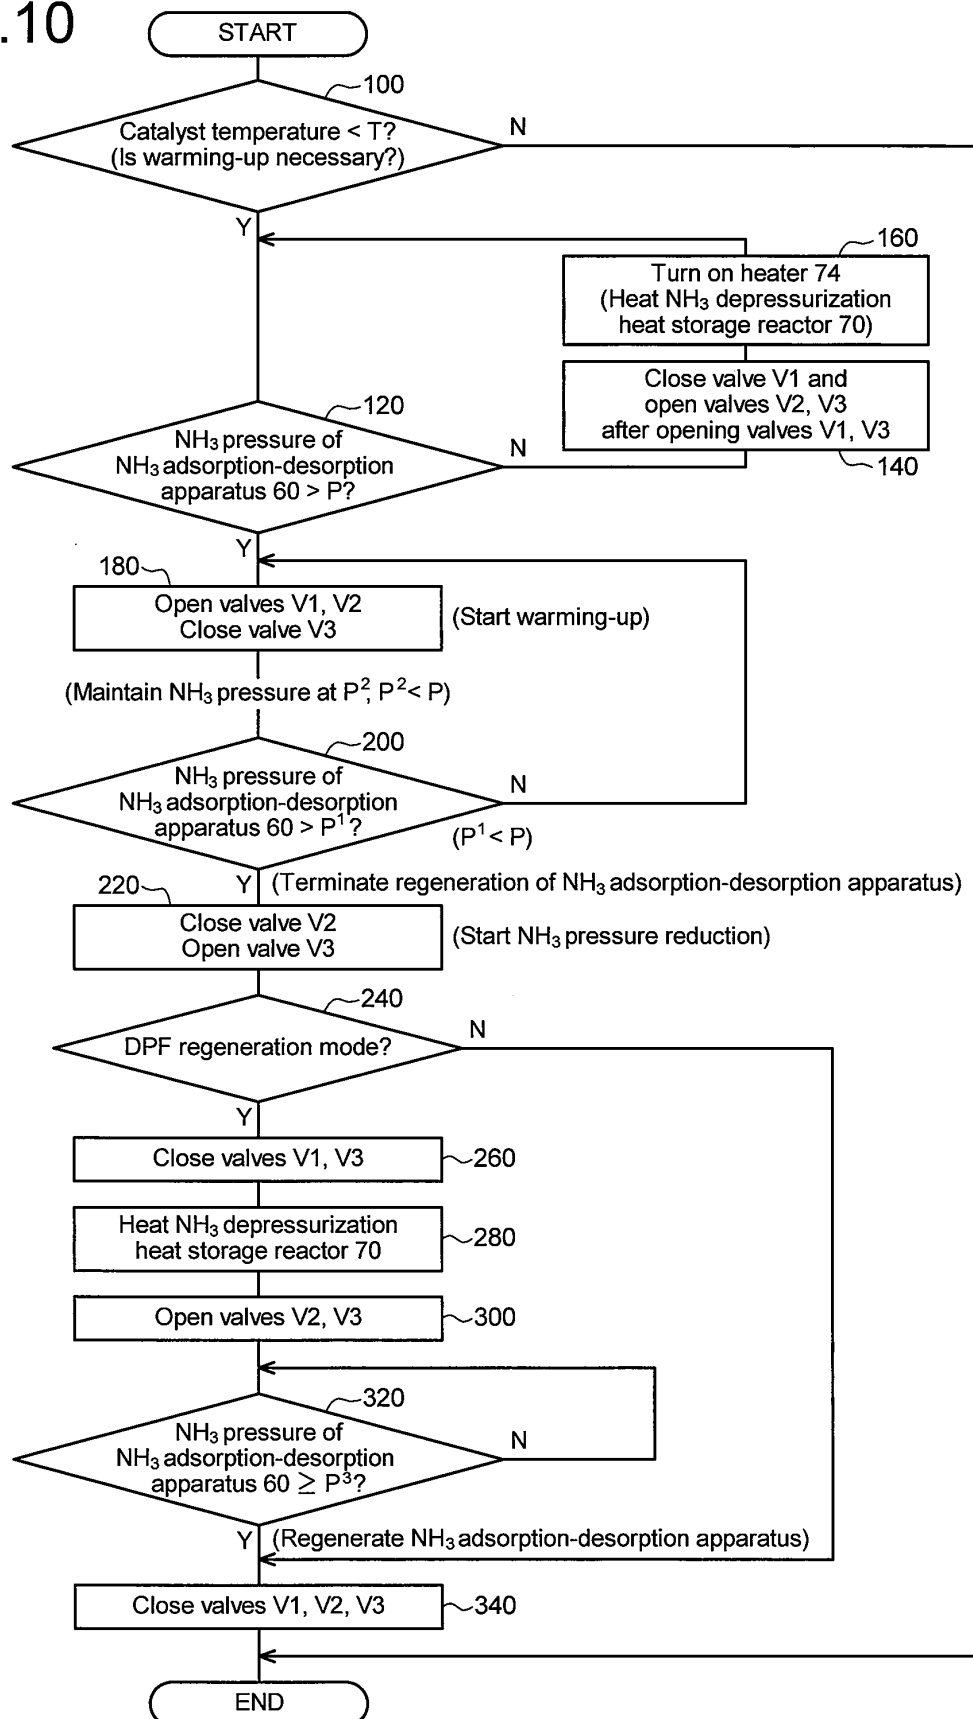 .10
START
100
Catalyst temperature < T?
(Is warming-up necessary?)
N
Y
160
Turn on heater 74
(Heat NH₃ depressurization
heat storage reactor 70)
Close valve V1 and
open valves V2, V3
after opening valves V1, V3
140
120
NH₃ pressure of
NH₃ adsorption-desorption
apparatus 60 > P?
N
Y
180
Open valves V1, V2
Close valve V3
(Start warming-up)
(Maintain NH₃ pressure at P², P² < P)
200
NH₃ pressure of
NH₃ adsorption-desorption
apparatus 60 > P¹?
N
(P¹ < P)
Y
(Terminate regeneration of NH₃ adsorption-desorption apparatus)
220
Close valve V2
Open valve V3
(Start NH₃ pressure reduction)
240
DPF regeneration mode?
N
Y
Close valves V1, V3
260
Heat NH₃ depressurization
heat storage reactor 70
280
Open valves V2, V3
300
320
NH₃ pressure of
NH₃ adsorption-desorption
apparatus 60 ≥ P³?
N
Y
(Regenerate NH₃ adsorption-desorption apparatus)
Close valves V1, V2, V3
340
END